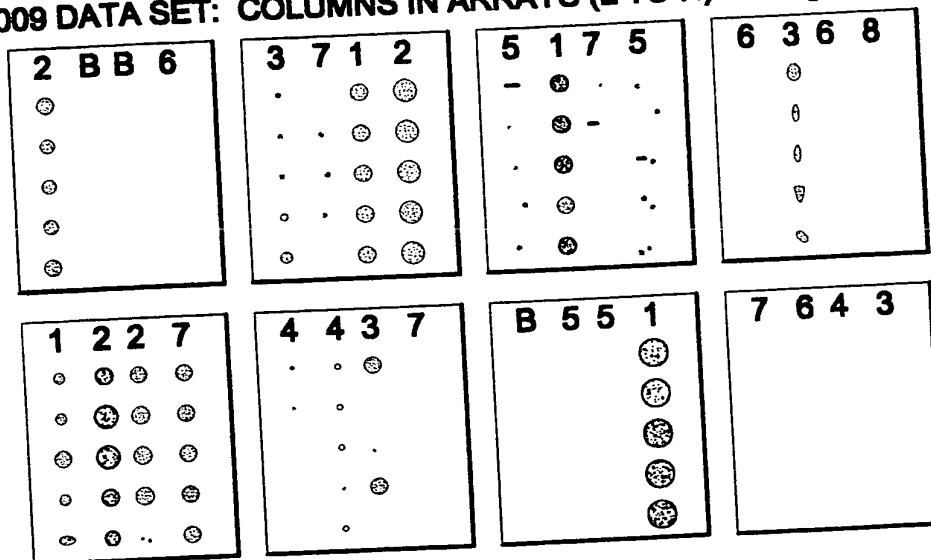 009 DATA SET: COLUMNS IN ARRAYS
2 B B 6
3 7 1 2
5 1 7 5
6 3 6 8
1 2 2 7
4 4 3 7
B 5 5 1
7 6 4 3